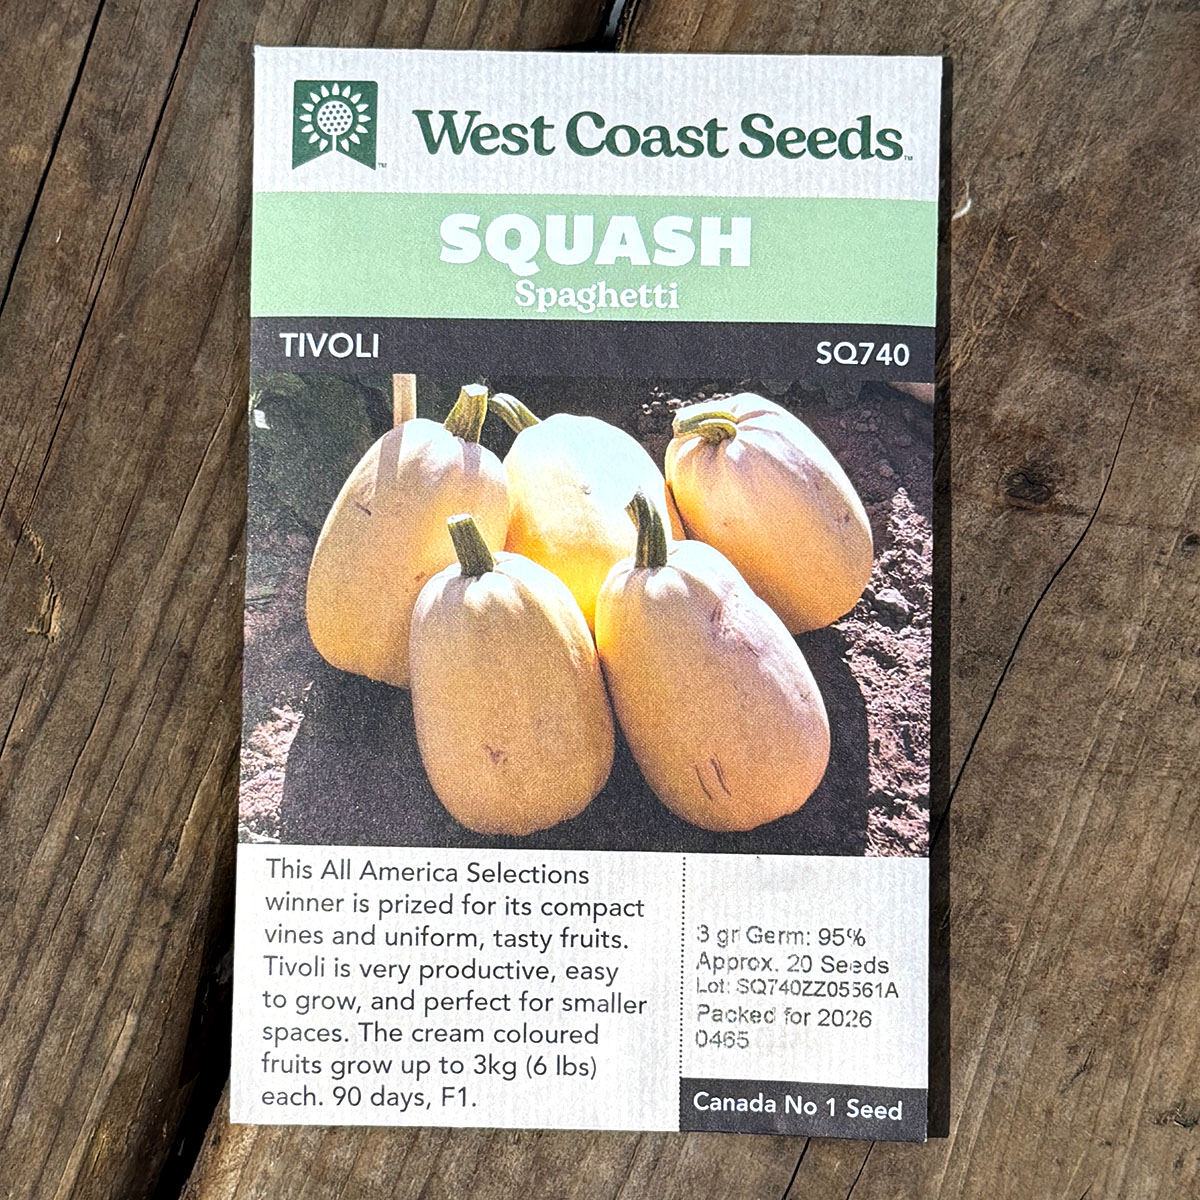 West Coast Seeds™
SQUASH
Spaghetti
TIVOLI
SQ740
This All America Selections
winner is prized for its compact
vines and uniform, tasty fruits.
Tivoli is very productive, easy
to grow, and perfect for smaller
spaces. The cream coloured
fruits grow up to 3kg (6 lbs)
each. 90 days, F1.
3 gr Germ: 95%
Approx. 20 Seeds
Lot: SQ740ZZ05561A
Packed for 2026
0465
Canada No 1 Seed